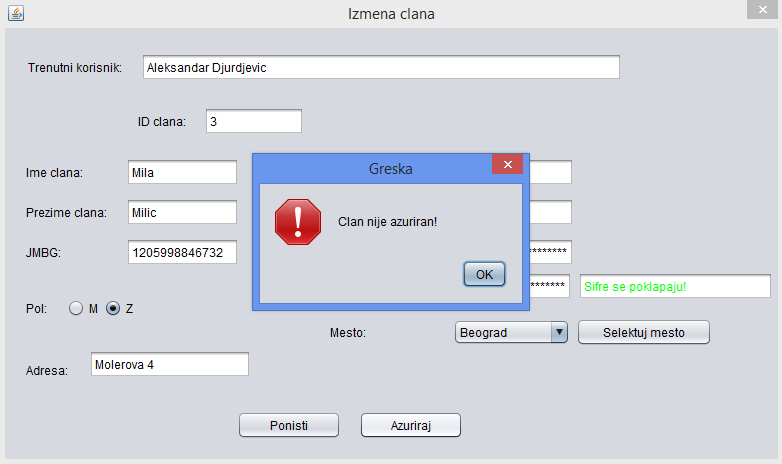 Izmena clana
Trenutni korisnik: Aleksandar Djurdjevic
ID clana: 3
Greska
Clan nije azuriran!
OK
Ime clana: Mila
Prezime clana: Milic
JMBG: 1205998846732
********
******* Sifre se poklapaju!
Pol: M Z
Mesto: Beograd Selektuj mesto
Adresa: Molerova 4
Ponisti Azuriraj